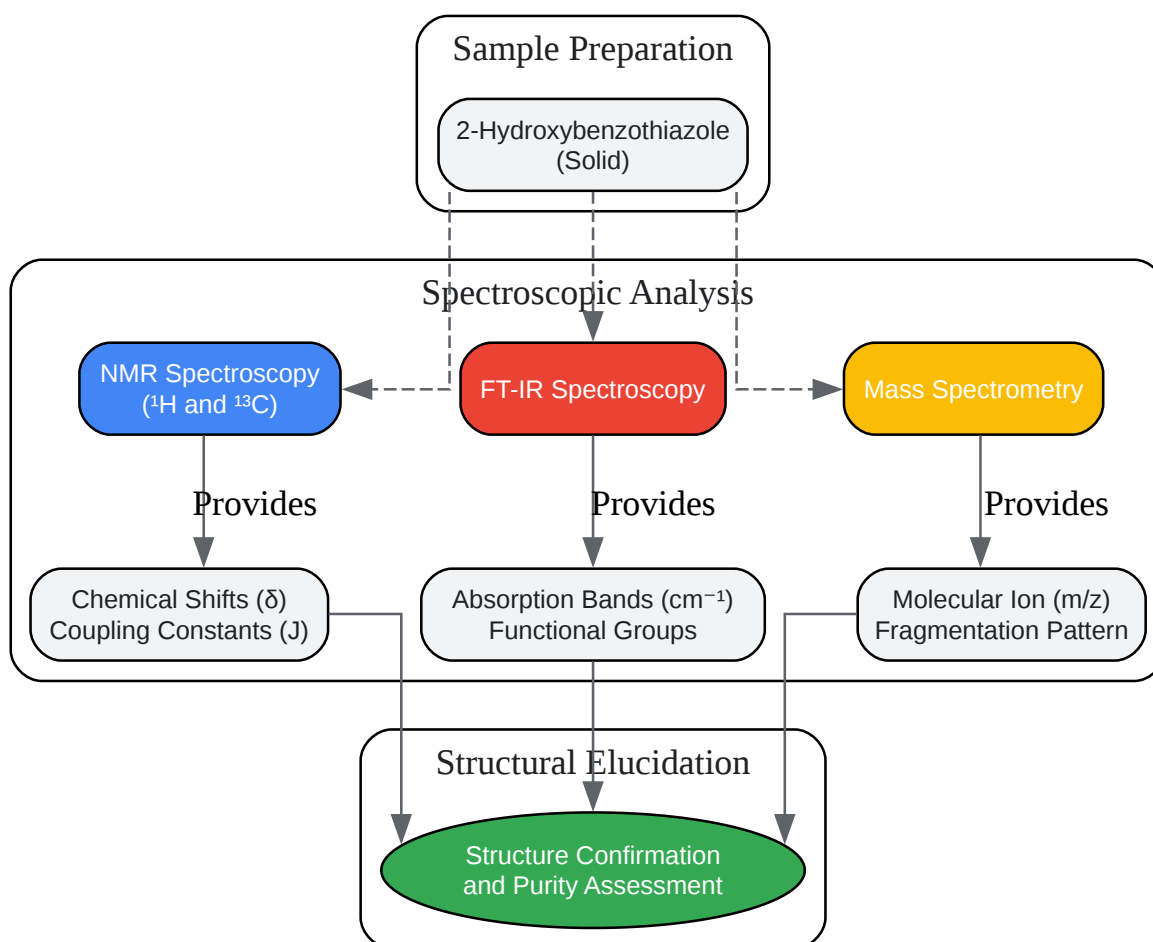 Sample Preparation
2-Hydroxybenzothiazole
(Solid)
Spectroscopic Analysis
NMR Spectroscopy
(¹H and ¹³C)
FT-IR Spectroscopy
Mass Spectrometry
Provides
Provides
Provides
Chemical Shifts (δ)
Coupling Constants (J)
Absorption Bands (cm⁻¹)
Functional Groups
Molecular Ion (m/z)
Fragmentation Pattern
Structural Elucidation
Structure Confirmation
and Purity Assessment